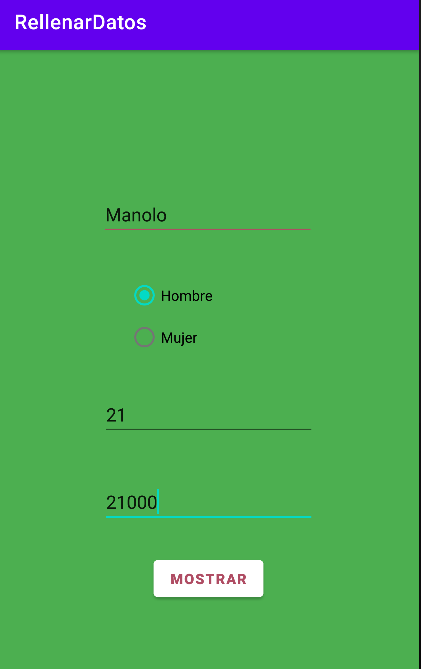 RellenarDatos
Manolo
Hombre
Mujer
21
21000
MOSTRAR